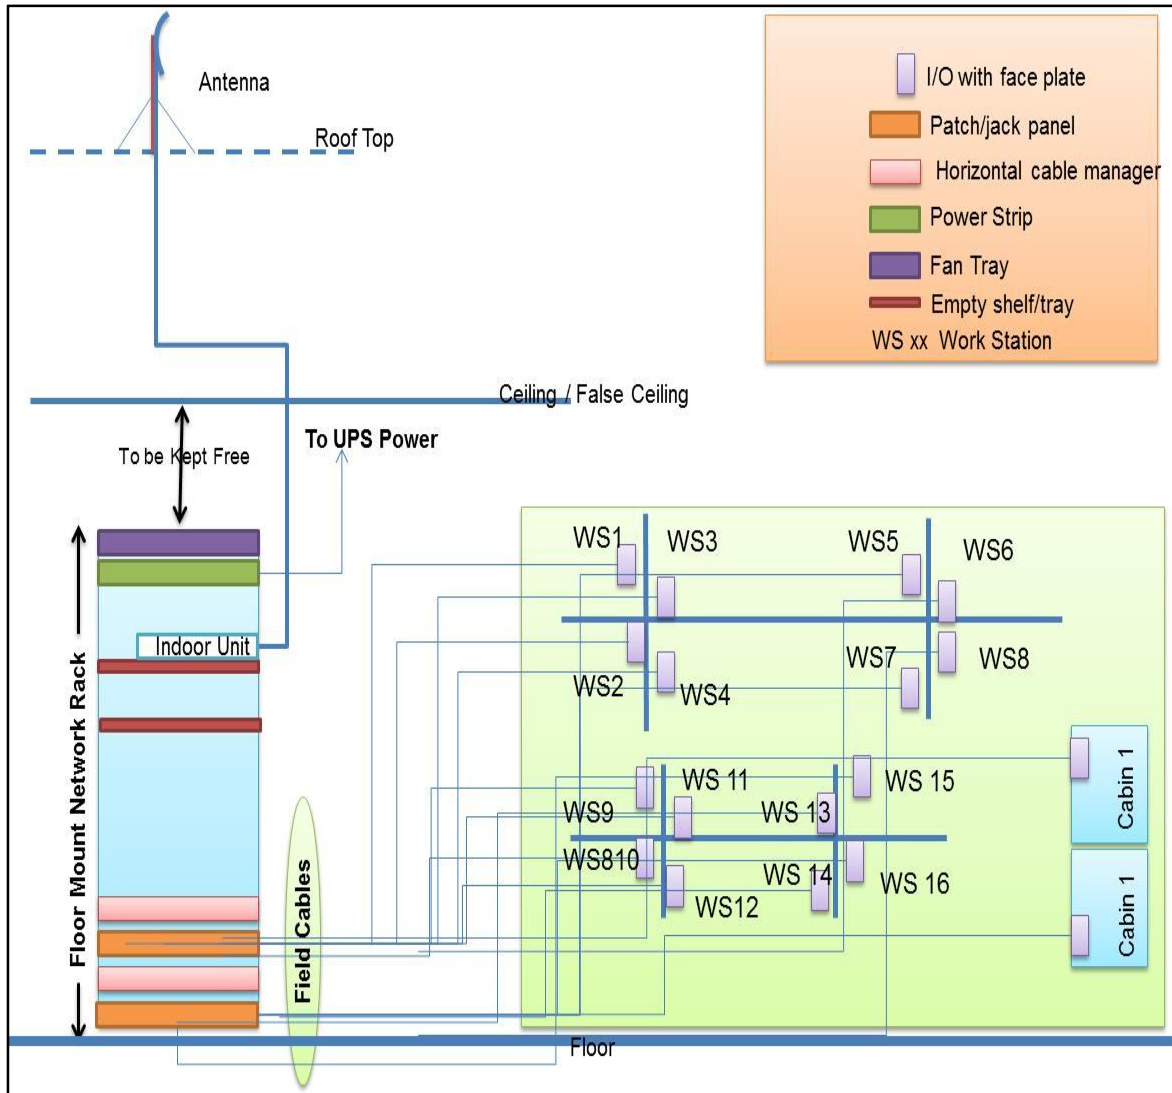 Antenna
Roof Top
I/O with face plate
Patch/jack panel
Horizontal cable manager
Power Strip
Fan Tray
Empty shelf/tray
WS xx Work Station
Ceiling / False Ceiling
To be Kept Free
To UPS Power
Floor Mount Network Rack
Indoor Unit
Field Cables
WS1
WS3
WS5
WS6
WS2
WS4
WS7
WS8
WS9
WS 11
WS 13
WS 15
WS810
WS12
WS 14
WS 16
Cabin 1
Cabin 1
Floor